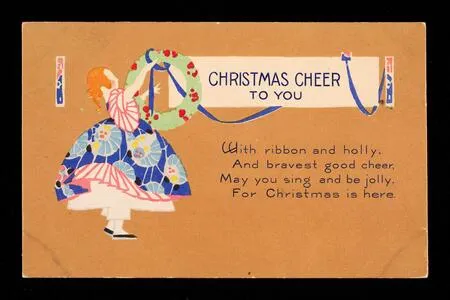 CHRISTMAS CHEER
TO YOU
With ribbon and holly,
And bravest good cheer,
May you sing and be jolly,
For Christmas is here.